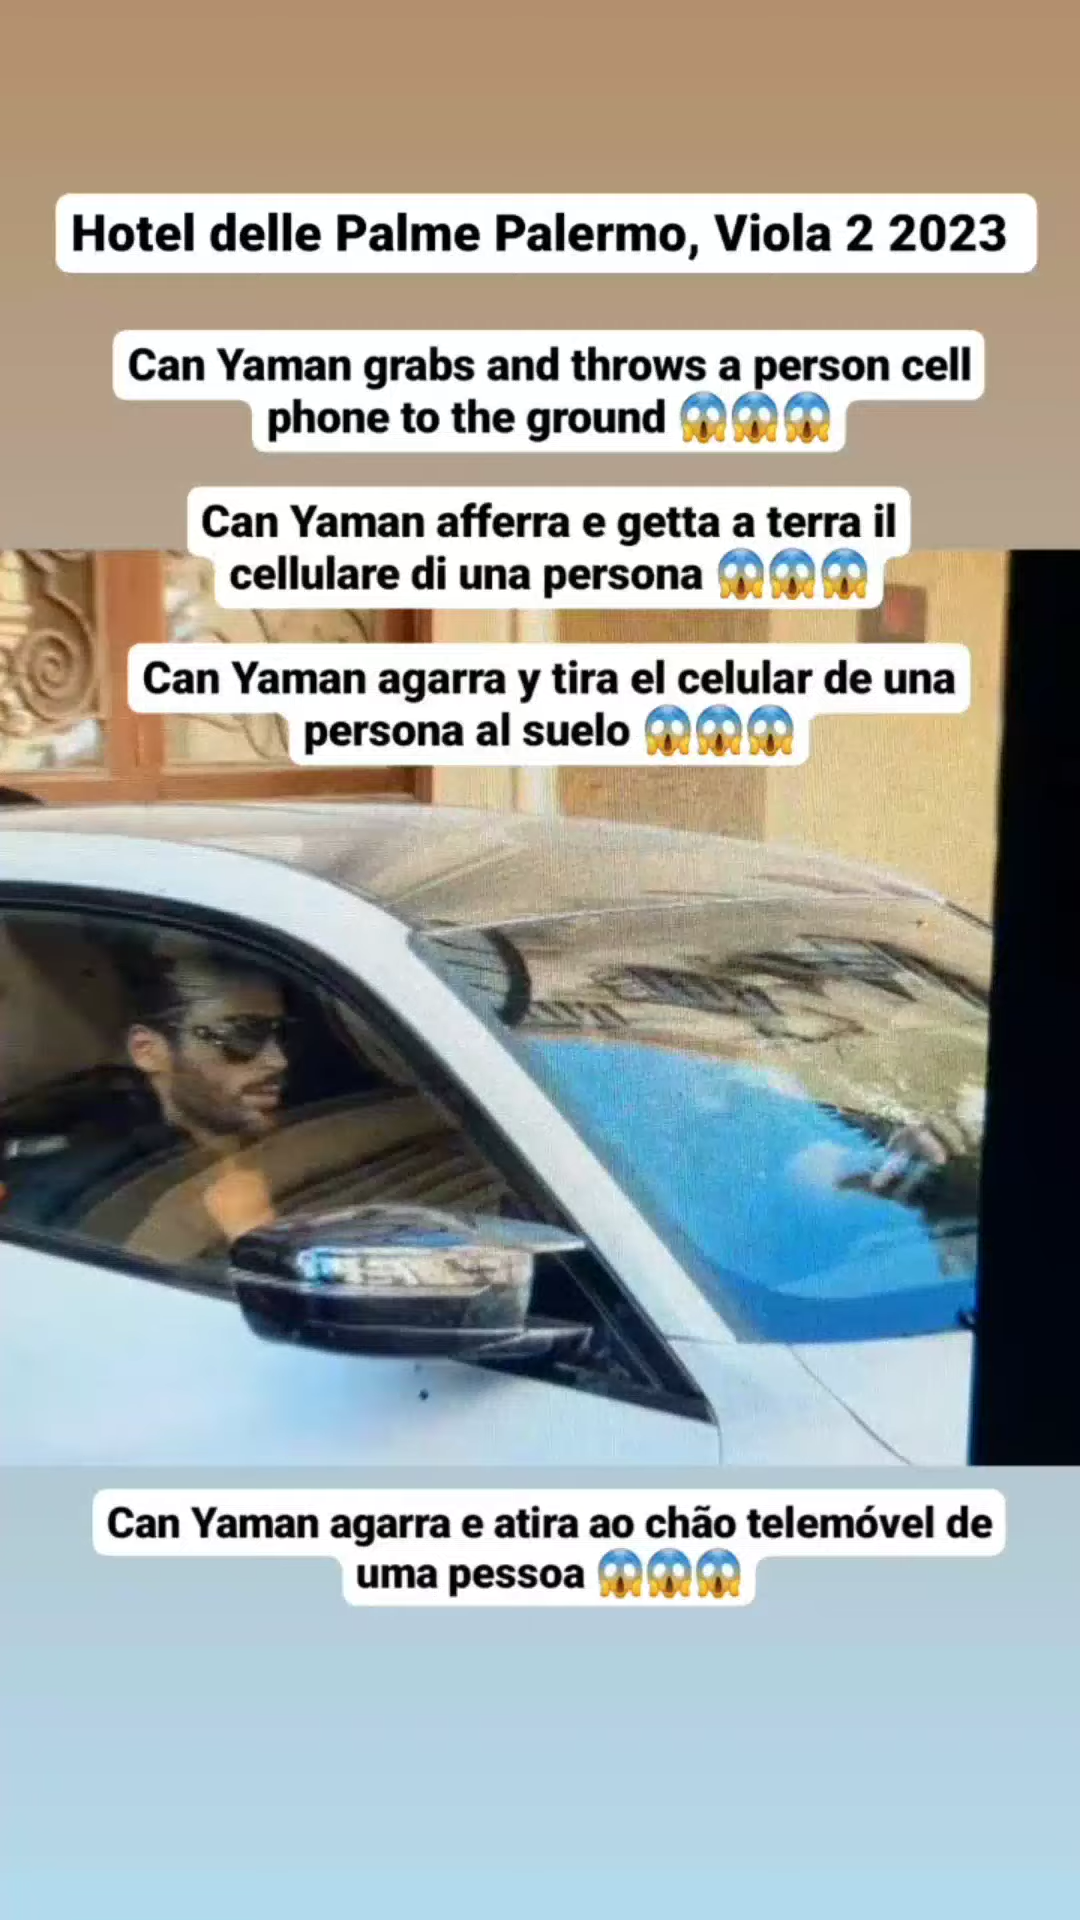 Hotel delle Palme Palermo, Viola 2 2023
Can Yaman grabs and throws a person cell
phone to the ground 😱😱😱
Can Yaman afferra e getta a terra il
cellulare di una persona 😱😱😱
Can Yaman agarra y tira el celular de una
persona al suelo 😱😱😱
Can Yaman agarra e atira ao chão telemóvel de
uma pessoa 😱😱😱